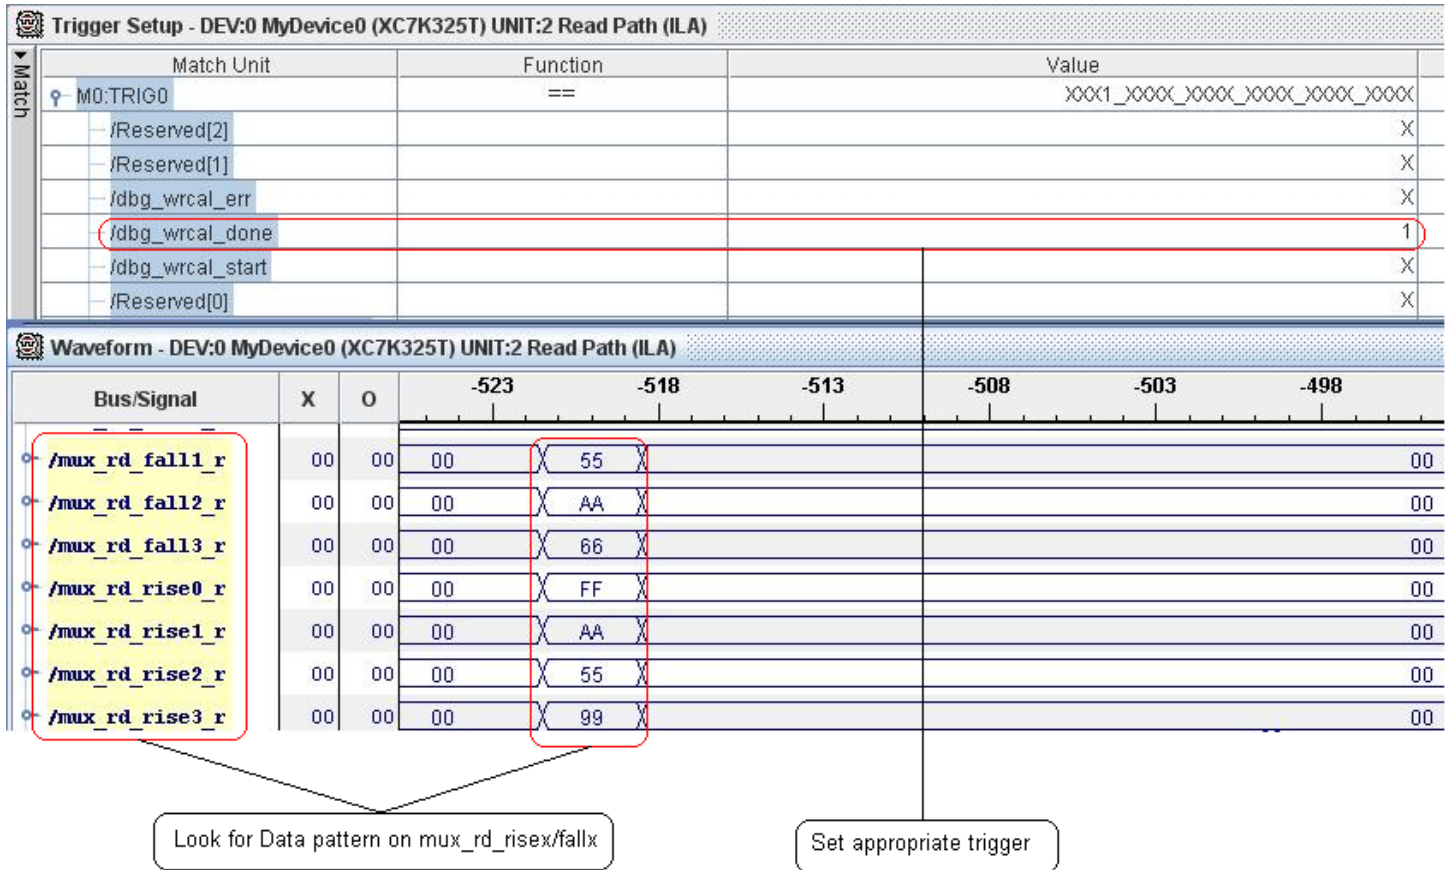 Trigger Setup - DEV:0 MyDevice0 (XC7K325T) UNIT:2 Read Path (ILA)
Match
Match Unit Function Value
M0:TRIG0 == XXX1_XXXX_XXXX_XXXX_XXXX_XXXX
/Reserved[2] X
/Reserved[1] X
/dbg_wrcal_err X
/dbg_wrcal_done 1
/dbg_wrcal_start X
/Reserved[0] X
Waveform - DEV:0 MyDevice0 (XC7K325T) UNIT:2 Read Path (ILA)
Bus/Signal X O -523 -518 -513 -508 -503 -498
/mux_rd_fall1_r 00 00 00 55 00
/mux_rd_fall2_r 00 00 00 AA 00
/mux_rd_fall3_r 00 00 00 66 00
/mux_rd_rise0_r 00 00 00 FF 00
/mux_rd_rise1_r 00 00 00 AA 00
/mux_rd_rise2_r 00 00 00 55 00
/mux_rd_rise3_r 00 00 00 99 00
Look for Data pattern on mux_rd_risex/fallx
Set appropriate trigger